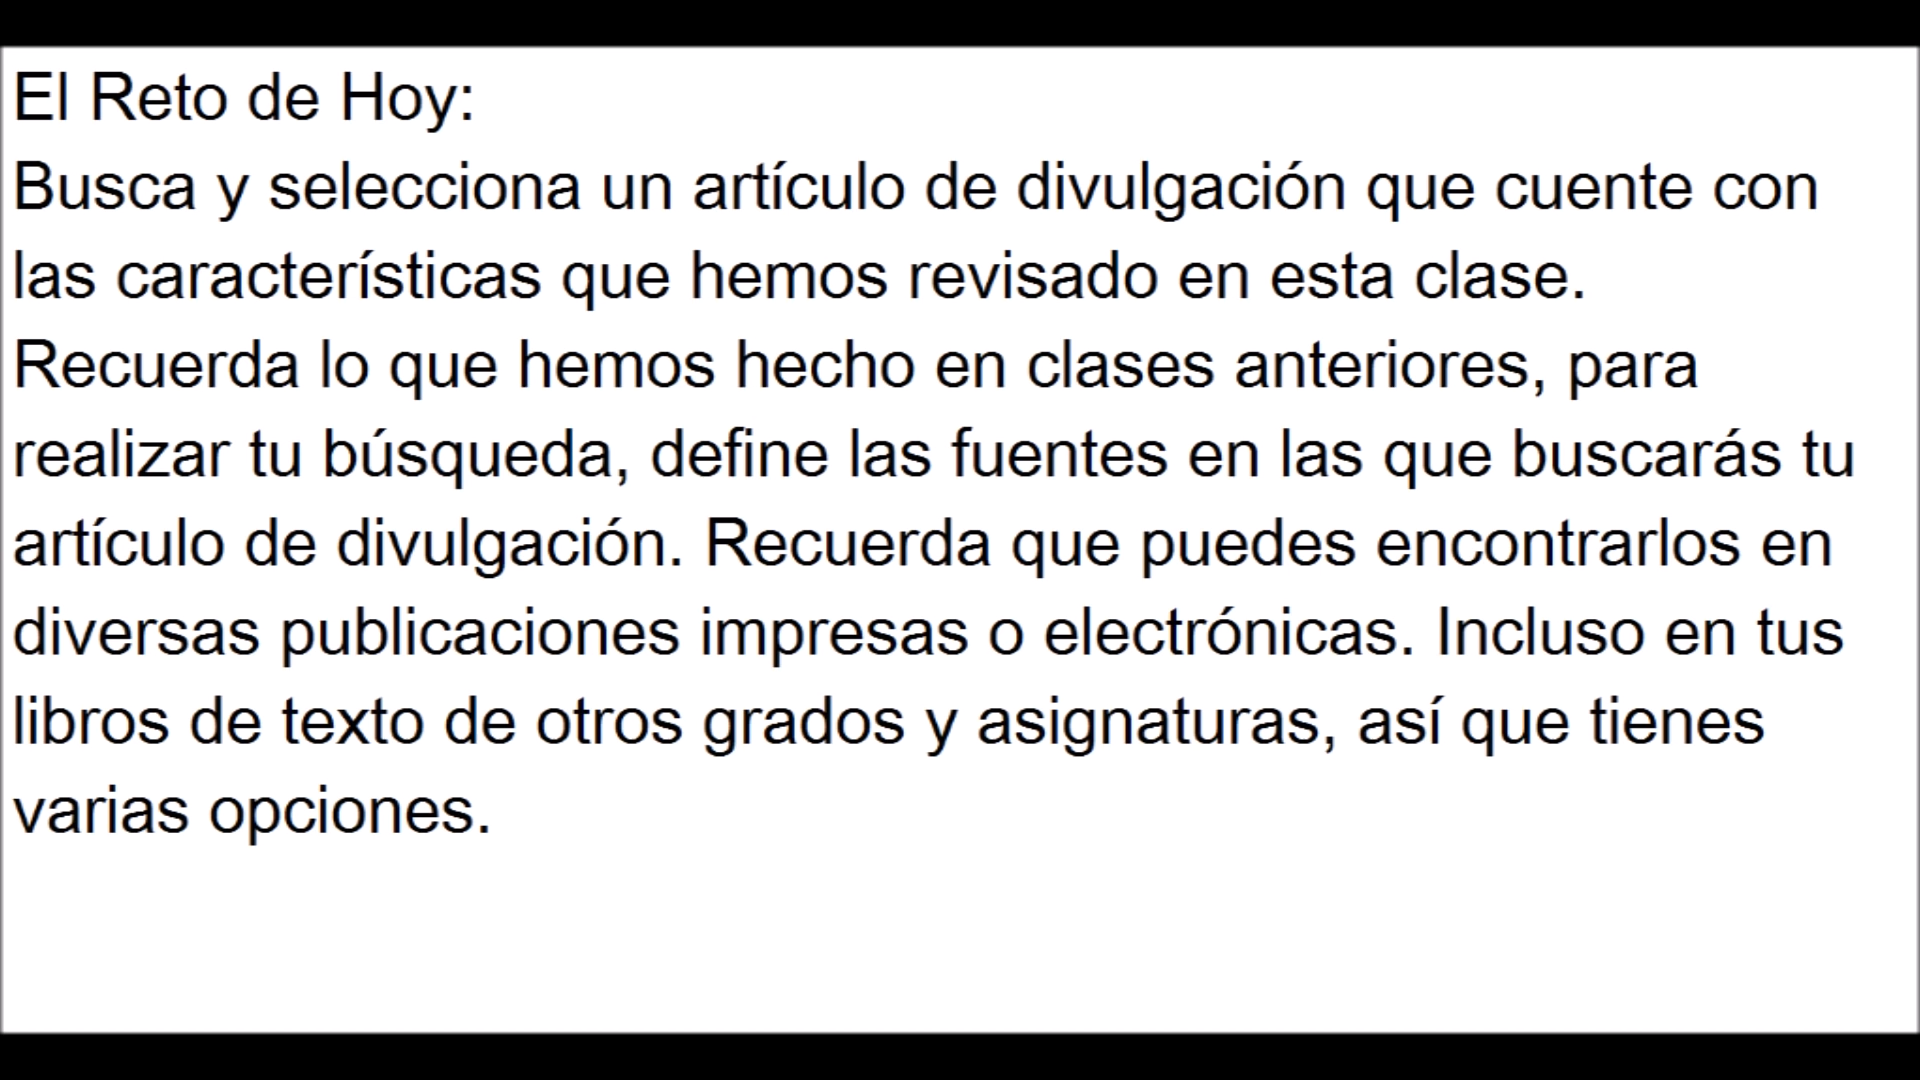 El Reto de Hoy:
Busca y selecciona un artículo de divulgación que cuente con
las características que hemos revisado en esta clase.
Recuerda lo que hemos hecho en clases anteriores, para
realizar tu búsqueda, define las fuentes en las que buscarás tu
artículo de divulgación. Recuerda que puedes encontrarlos en
diversas publicaciones impresas o electrónicas. Incluso en tus
libros de texto de otros grados y asignaturas, así que tienes
varias opciones.